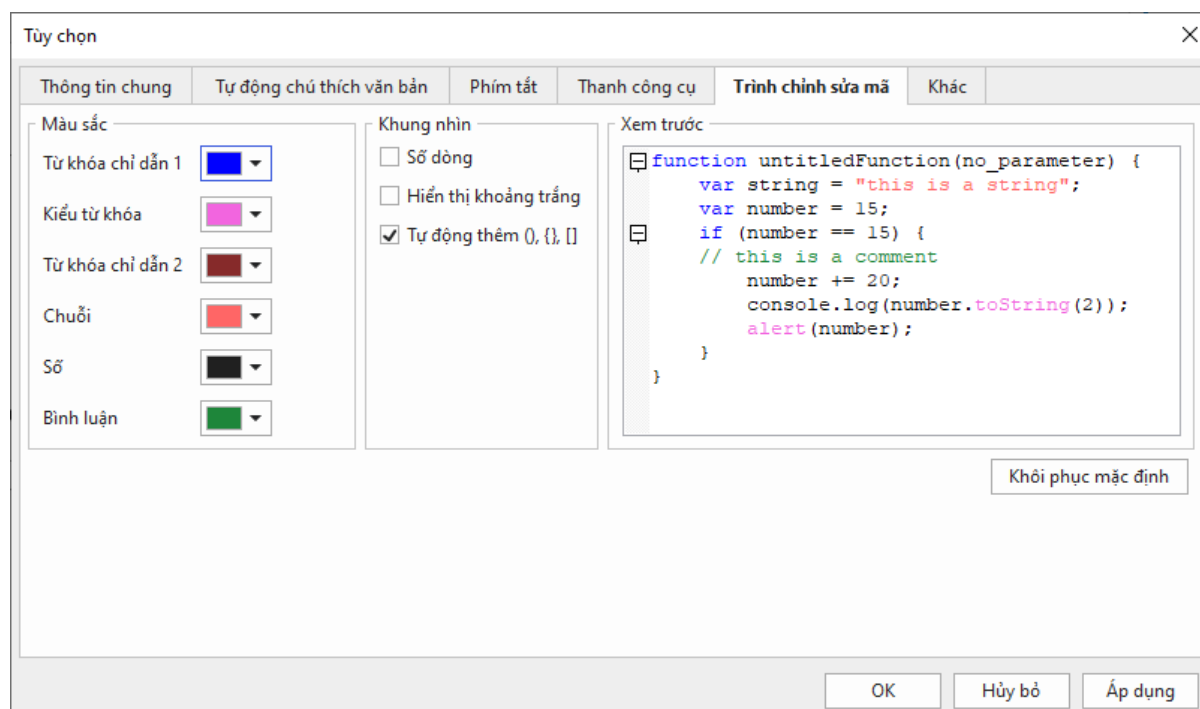 Tùy chọn
Thông tin chung Tự động chú thích văn bản Phím tắt Thanh công cụ Trình chỉnh sửa mã Khác
Màu sắc
Từ khóa chỉ dẫn 1
Kiểu từ khóa
Từ khóa chỉ dẫn 2
Chuỗi
Số
Bình luận
Khung nhìn
Số dòng
Hiển thị khoảng trắng
Tự động thêm (), {}, []
Xem trước
function untitledFunction(no_parameter) {
    var string = "this is a string";
    var number = 15;
    if (number == 15) {
    // this is a comment
        number += 20;
        console.log(number.toString(2));
        alert(number);
    }
}
Khôi phục mặc định
OK Hủy bỏ Áp dụng